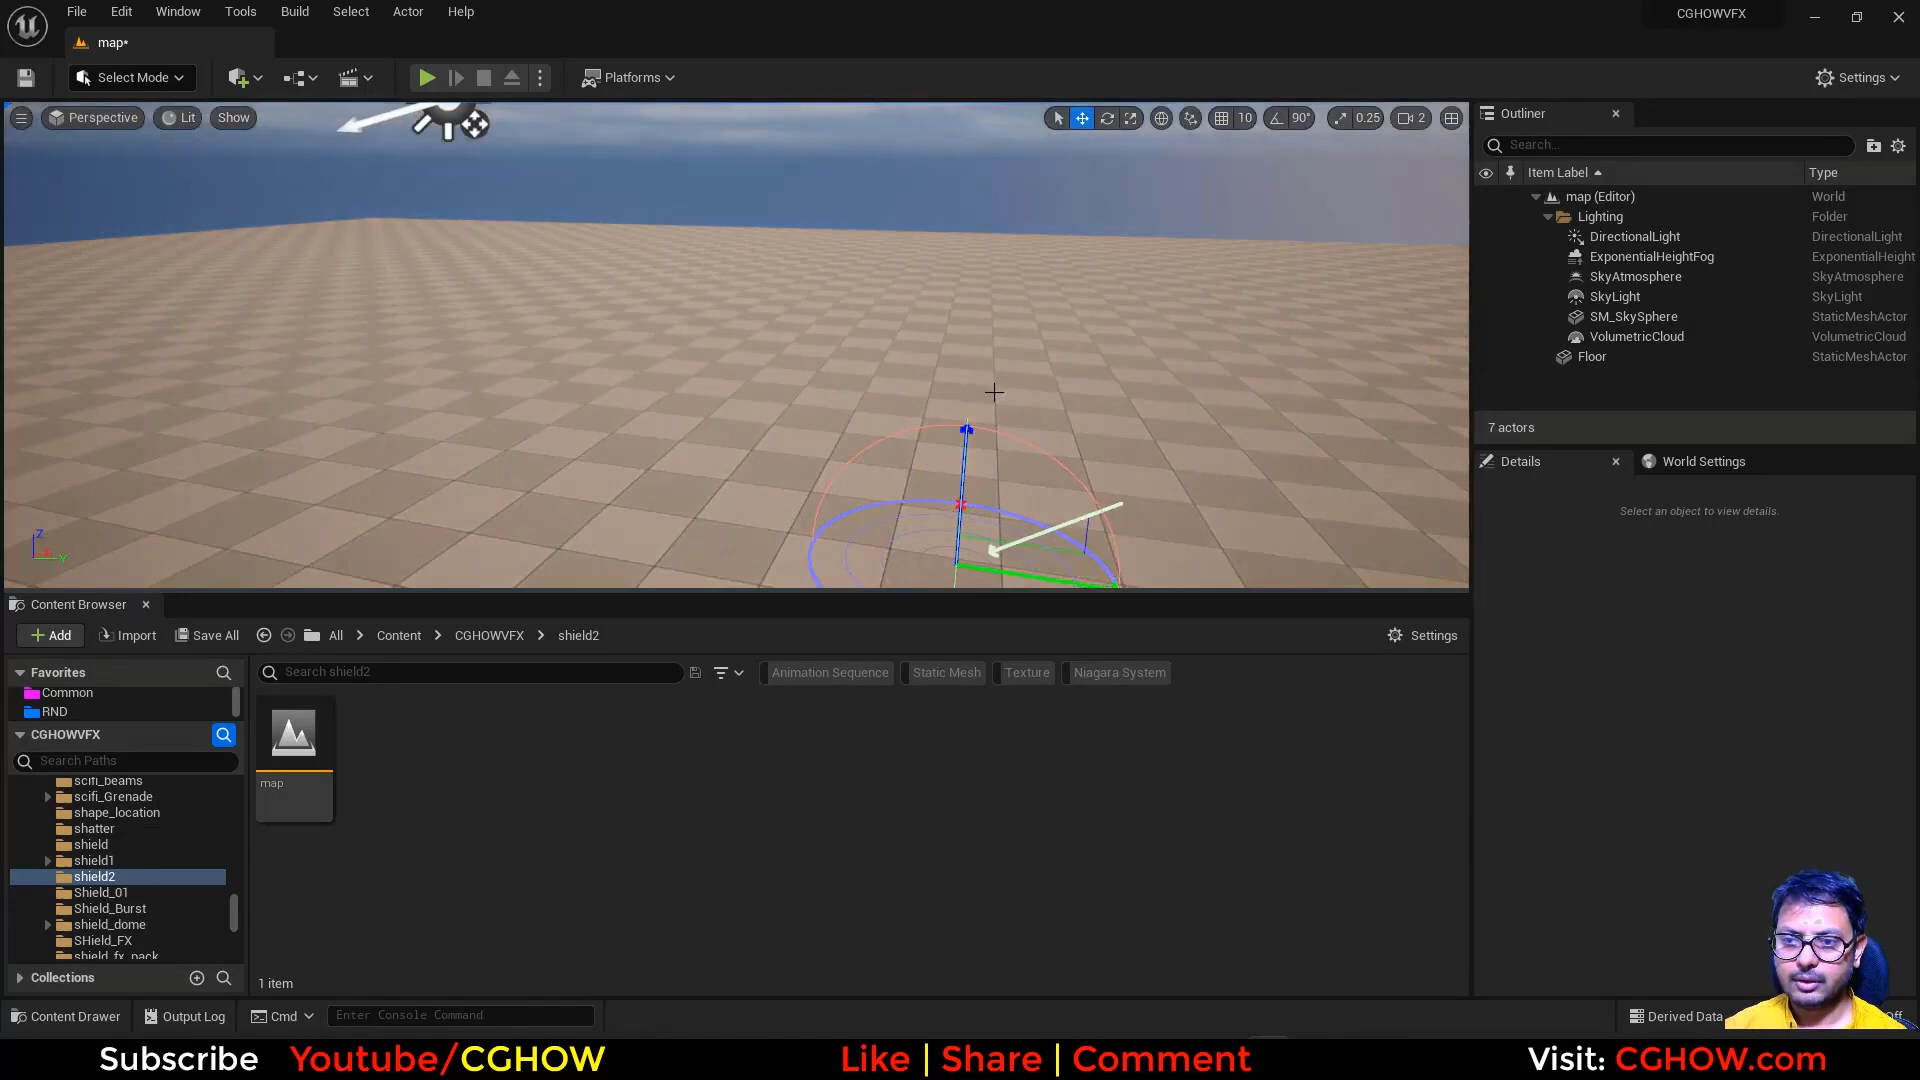 File Edit Window Tools Build Select Actor Help
CGHOWVFX
map*
Select Mode
Platforms
Settings
Perspective Lit Show
10 90° 0.25 2
Z
Y
Outliner
Search...
Item Label Type
map (Editor) World
Lighting Folder
DirectionalLight DirectionalLight
ExponentialHeightFog ExponentialHeight
SkyAtmosphere SkyAtmosphere
SkyLight SkyLight
SM_SkySphere StaticMeshActor
VolumetricCloud VolumetricCloud
Floor StaticMeshActor
7 actors
Details World Settings
Select an object to view details.
Content Browser
Add Import Save All All Content CGHOWVFX shield2 Settings
Favorites
Common
RND
CGHOWVFX
Search Paths
scifi_beams
scifi_Grenade
shape_location
shatter
shield
shield1
shield2
Shield_01
Shield_Burst
shield_dome
SHield_FX
shield_fx_pack
Collections
Search shield2
Animation Sequence Static Mesh Texture Niagara System
map
1 item
Content Drawer Output Log Cmd Enter Console Command
Derived Data
Off
Subscribe Youtube/CGHOW Like | Share | Comment Visit: CGHOW.com